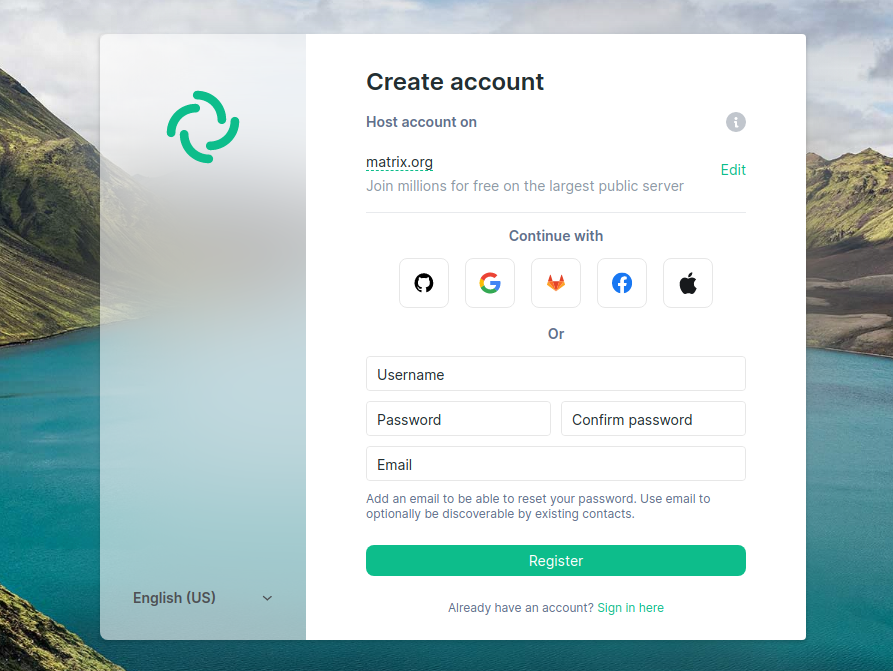 Create account
Host account on
matrix.org
Edit
Join millions for free on the largest public server
Continue with
Or
Username
Password
Confirm password
Email
Add an email to be able to reset your password. Use email to
optionally be discoverable by existing contacts.
Register
English (US)
Already have an account? Sign in here